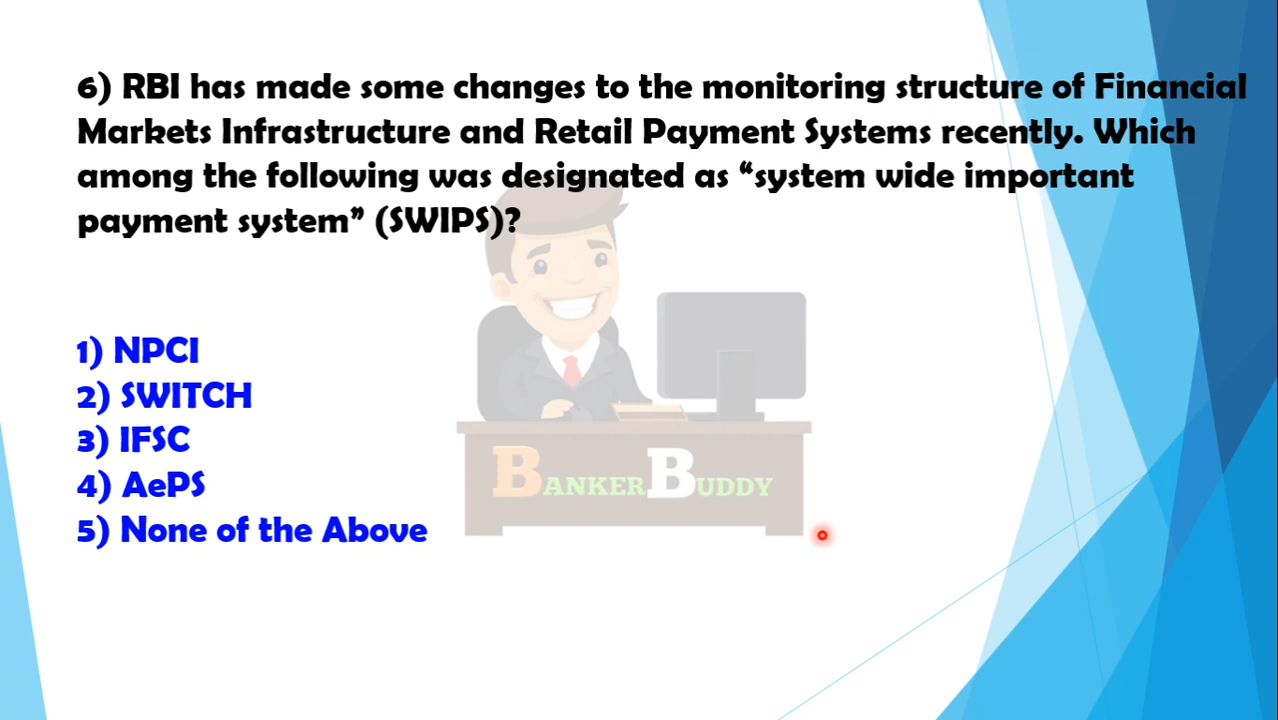 6) RBI has made some changes to the monitoring structure of Financial
Markets Infrastructure and Retail Payment Systems recently. Which
among the following was designated as “system wide important
payment system” (SWIPS)?
1) NPCI
2) SWITCH
3) IFSC
4) AePS
5) None of the Above
BANKERBUDDY